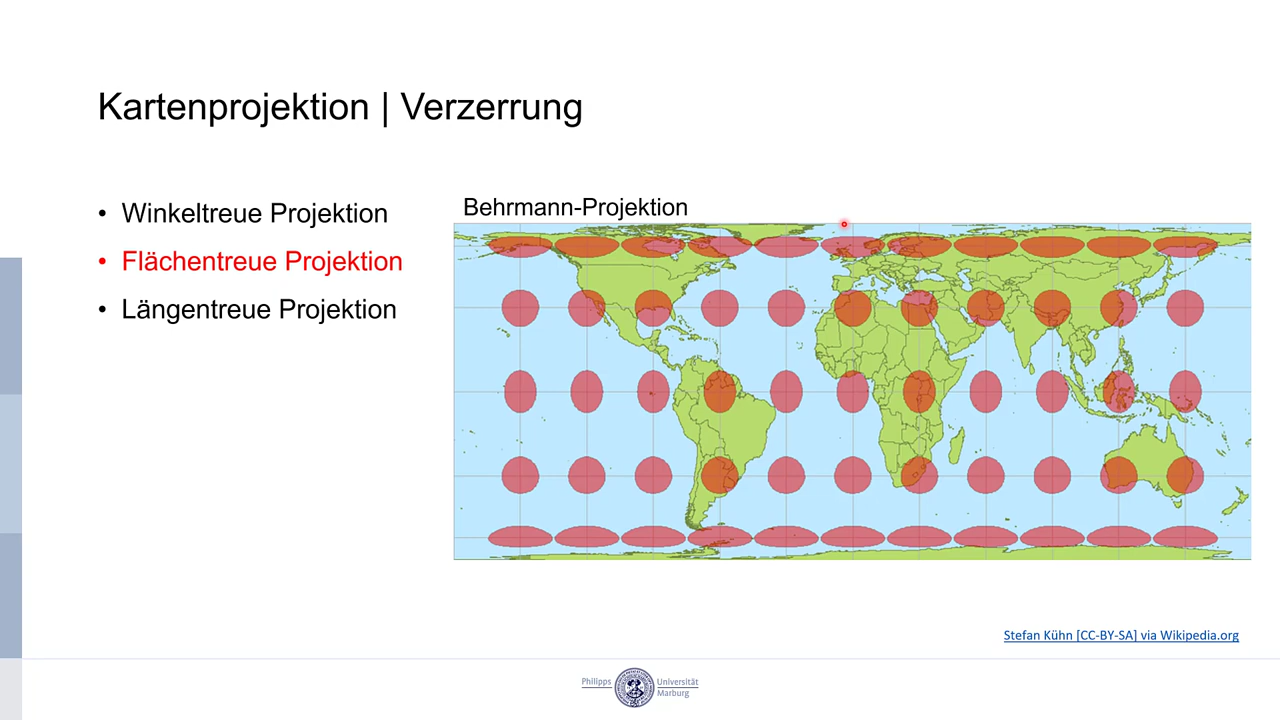 Kartenprojektion | Verzerrung
• Winkeltreue Projektion
• Flächentreue Projektion
• Längentreue Projektion
Behrmann-Projektion
Stefan Kühn [CC-BY-SA] via Wikipedia.org
Philipps Universität
Marburg